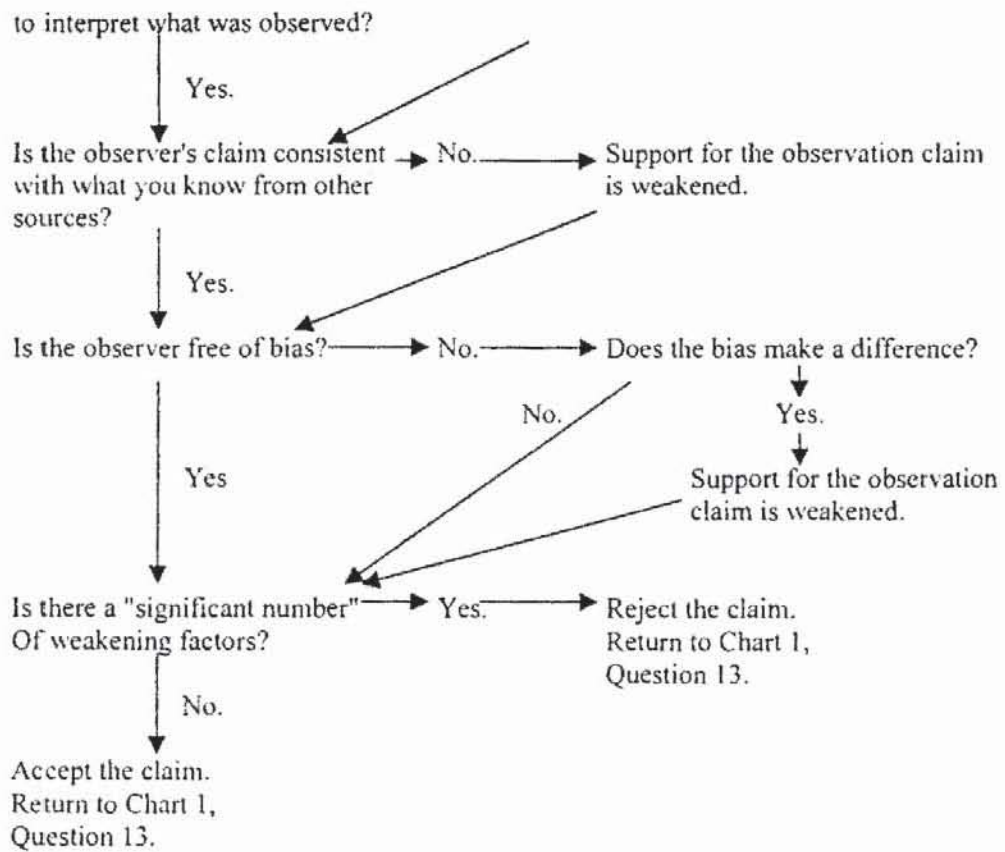 to interpret what was observed?
Yes.
Is the observer's claim consistent
with what you know from other
sources?
No.
Support for the observation claim
is weakened.
Yes.
Is the observer free of bias?
No.
Does the bias make a difference?
No.
Yes.
Yes
Support for the observation
claim is weakened.
Is there a "significant number"
Of weakening factors?
Yes.
Reject the claim.
Return to Chart 1,
Question 13.
No.
Accept the claim.
Return to Chart 1,
Question 13.